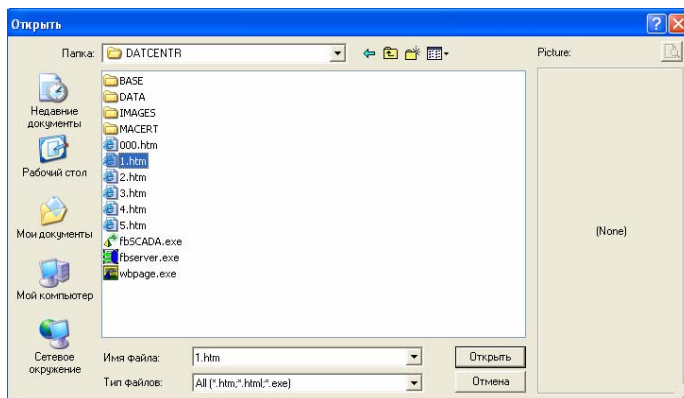 Открыть
Папка: DATCENTR
Picture:
Недавние
документы
Рабочий стол
Мои документы
Мой компьютер
Сетевое
окружение
BASE
DATA
IMAGES
MACERT
000.htm
1.htm
2.htm
3.htm
4.htm
5.htm
fbSCADA.exe
fbserver.exe
wbpage.exe
(None)
Имя файла: 1.htm Открыть
Тип файлов: All (*.htm;*.html;*.exe) Отмена